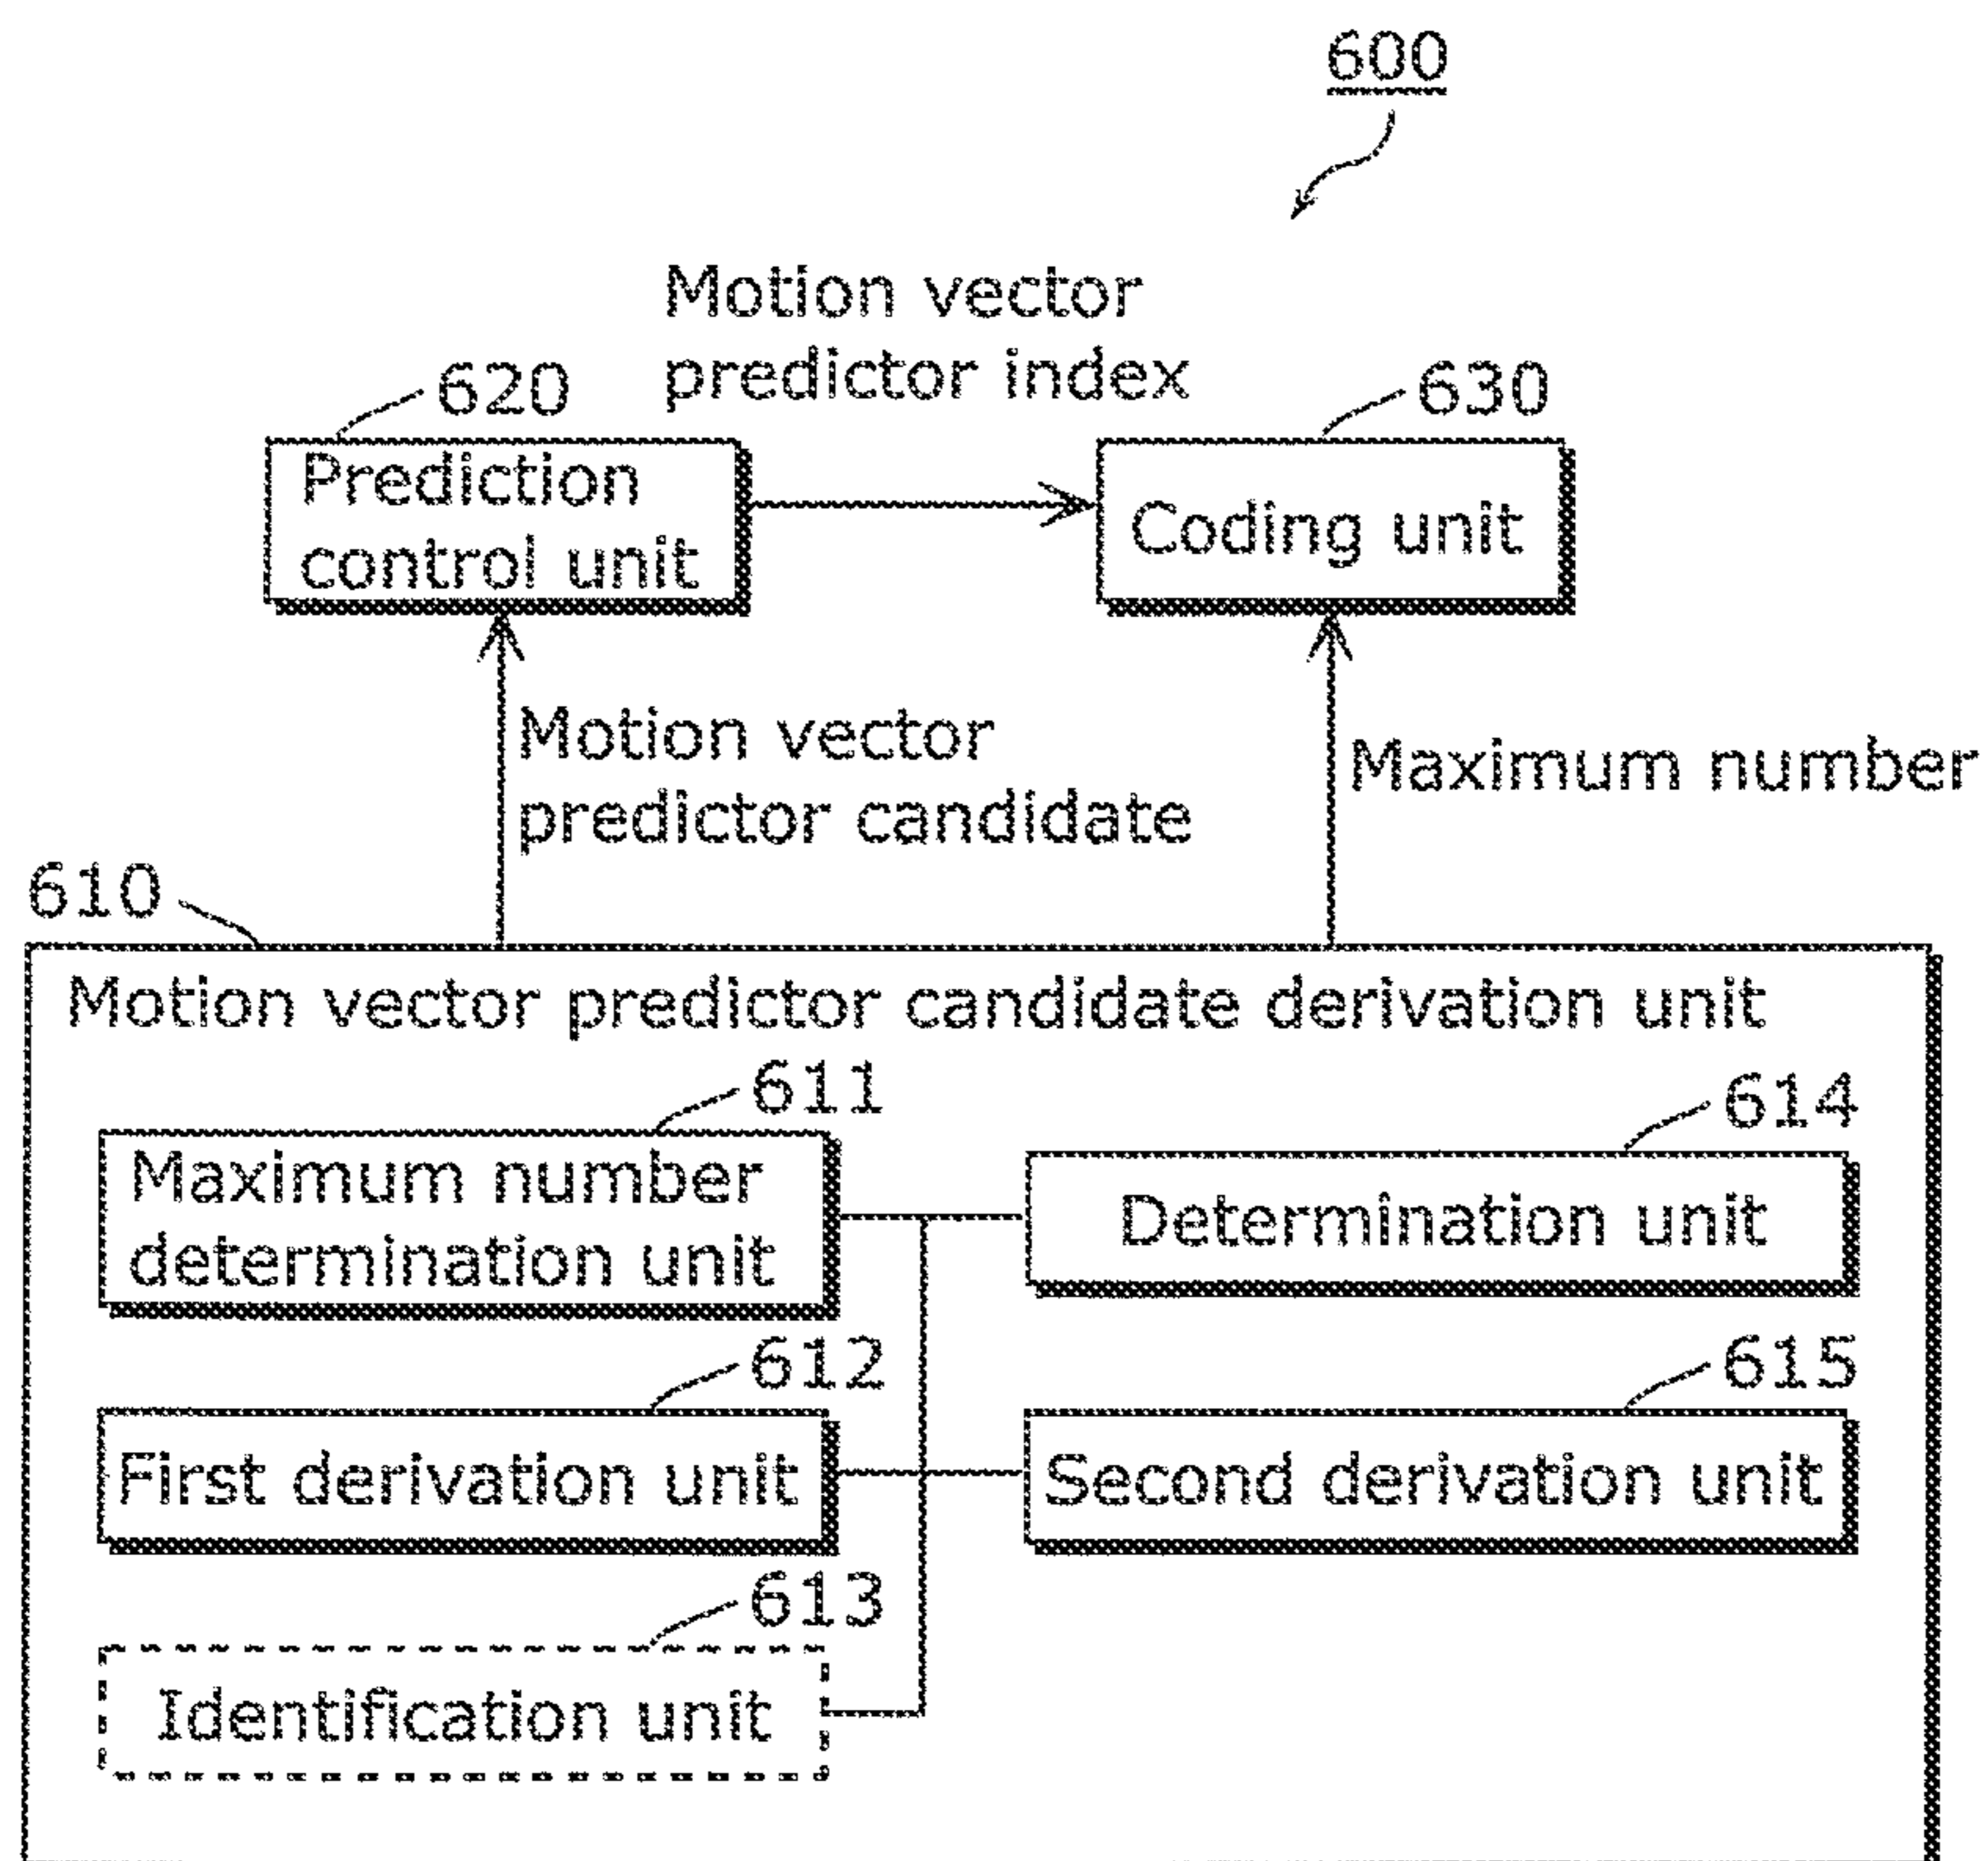 600
Motion vector
predictor index
620
630
Prediction
control unit
Coding unit
Motion vector
predictor candidate
Maximum number
610
Motion vector predictor candidate derivation unit
611
614
Maximum number
determination unit
Determination unit
612
615
First derivation unit
Second derivation unit
613
Identification unit